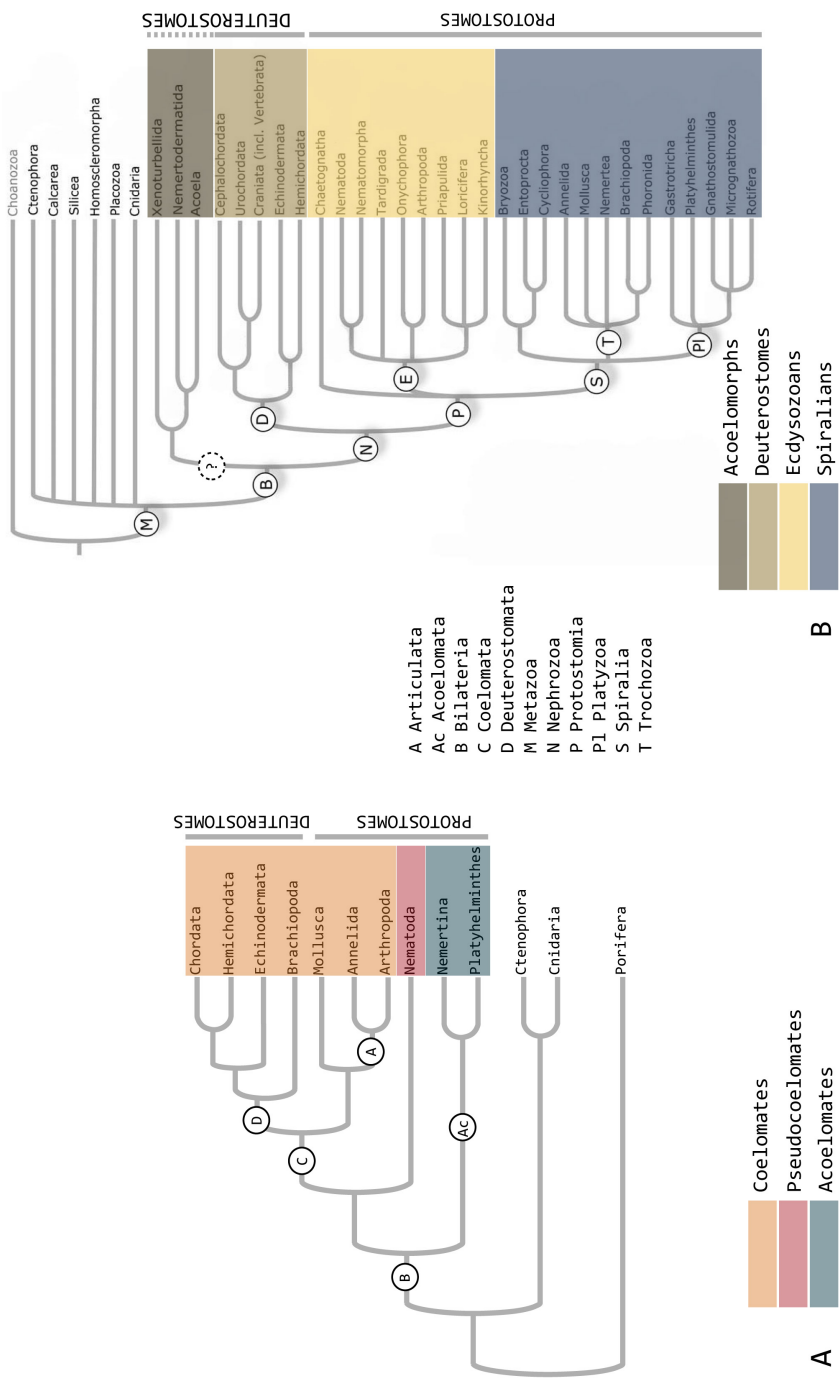 Chordata
Hemichordata
Echinodermata
Brachiopoda
Mollusca
Annelida
Arthropoda
Nematoda
Nemertina
Platyhelminthes
Ctenophora
Cnidaria
Porifera
DEUTEROSTOMES
PROTOSTOMES
A
D
C
Ac
B
Coelomates
Pseudocoelomates
Acoelomates
A
A Articulata
Ac Acoelomata
B Bilateria
C Coelomata
D Deuterostomata
M Metazoa
N Nephrozoa
P Protostomia
Pl Platyzoa
S Spiralia
T Trochozoa
Choanozoa
Ctenophora
Calcarea
Silicea
Homoscleromorpha
Placozoa
Cnidaria
Xenoturbellida
Nemertodermatida
Acoela
Cephalochordata
Urochordata
Craniata (incl. Vertebrata)
Echinodermata
Hemichordata
Chaetognatha
Nematoda
Nematomorpha
Tardigrada
Onychophora
Arthropoda
Priapulida
Loricifera
Kinorhyncha
Bryozoa
Entoprocta
Cycliophora
Annelida
Mollusca
Nemertea
Brachiopoda
Phoronida
Gastrotricha
Platyhelminthes
Gnathostomulida
Micrognathozoa
Rotifera
DEUTEROSTOMES
PROTOSTOMES
M
?
B
D
N
P
E
S
T
Pl
Acoelomorphs
Deuterostomes
Ecdysozoans
Spiralians
B